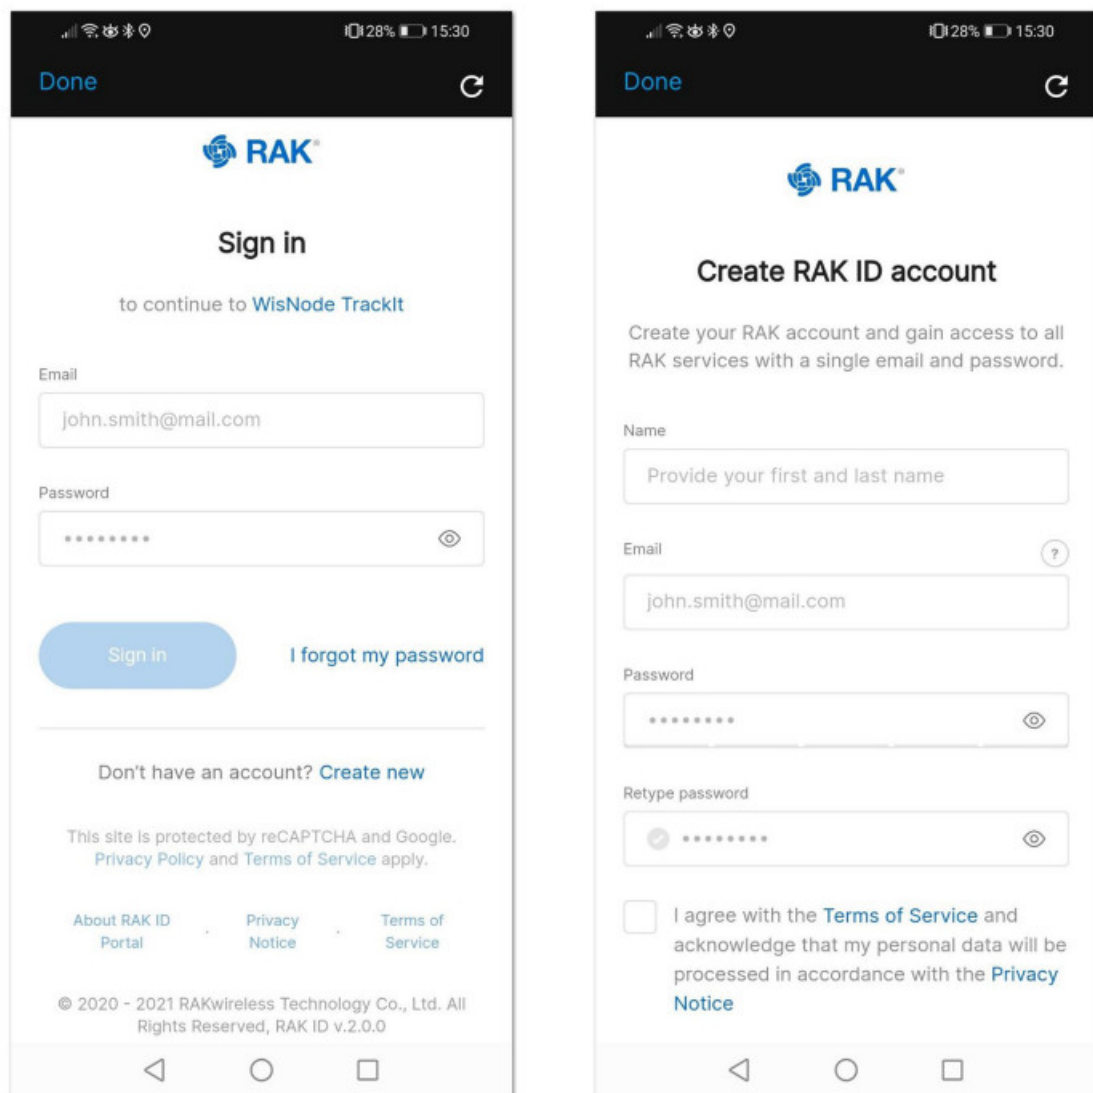 28% 15:30
Done
RAK®
Sign in
to continue to WisNode TrackIt
Email
john.smith@mail.com
Password
Sign in
I forgot my password
Don't have an account? Create new
This site is protected by reCAPTCHA and Google.
Privacy Policy and Terms of Service apply.
About RAK ID
Portal
·
Privacy
Notice
·
Terms of
Service
© 2020 - 2021 RAKwireless Technology Co., Ltd. All
Rights Reserved, RAK ID v.2.0.0
28% 15:30
Done
RAK®
Create RAK ID account
Create your RAK account and gain access to all
RAK services with a single email and password.
Name
Provide your first and last name
Email
?
john.smith@mail.com
Password
Retype password
I agree with the Terms of Service and
acknowledge that my personal data will be
processed in accordance with the Privacy
Notice